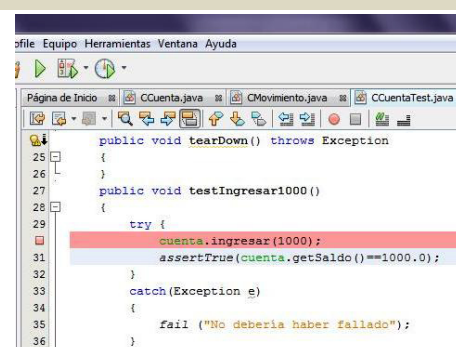 ofile Equipo Herramientas Ventana Ayuda
Página de Inicio CCuenta.java CMovimiento.java CCuentaTest.java
public void tearDown() throws Exception
25 {
26 }
27 public void testIngresar1000()
28 {
29 try {
cuenta.ingresar(1000);
31 assertTrue(cuenta.getSaldo()==1000.0);
32 }
33 catch(Exception e)
34 {
35 fail ("No debería haber fallado");
36 }